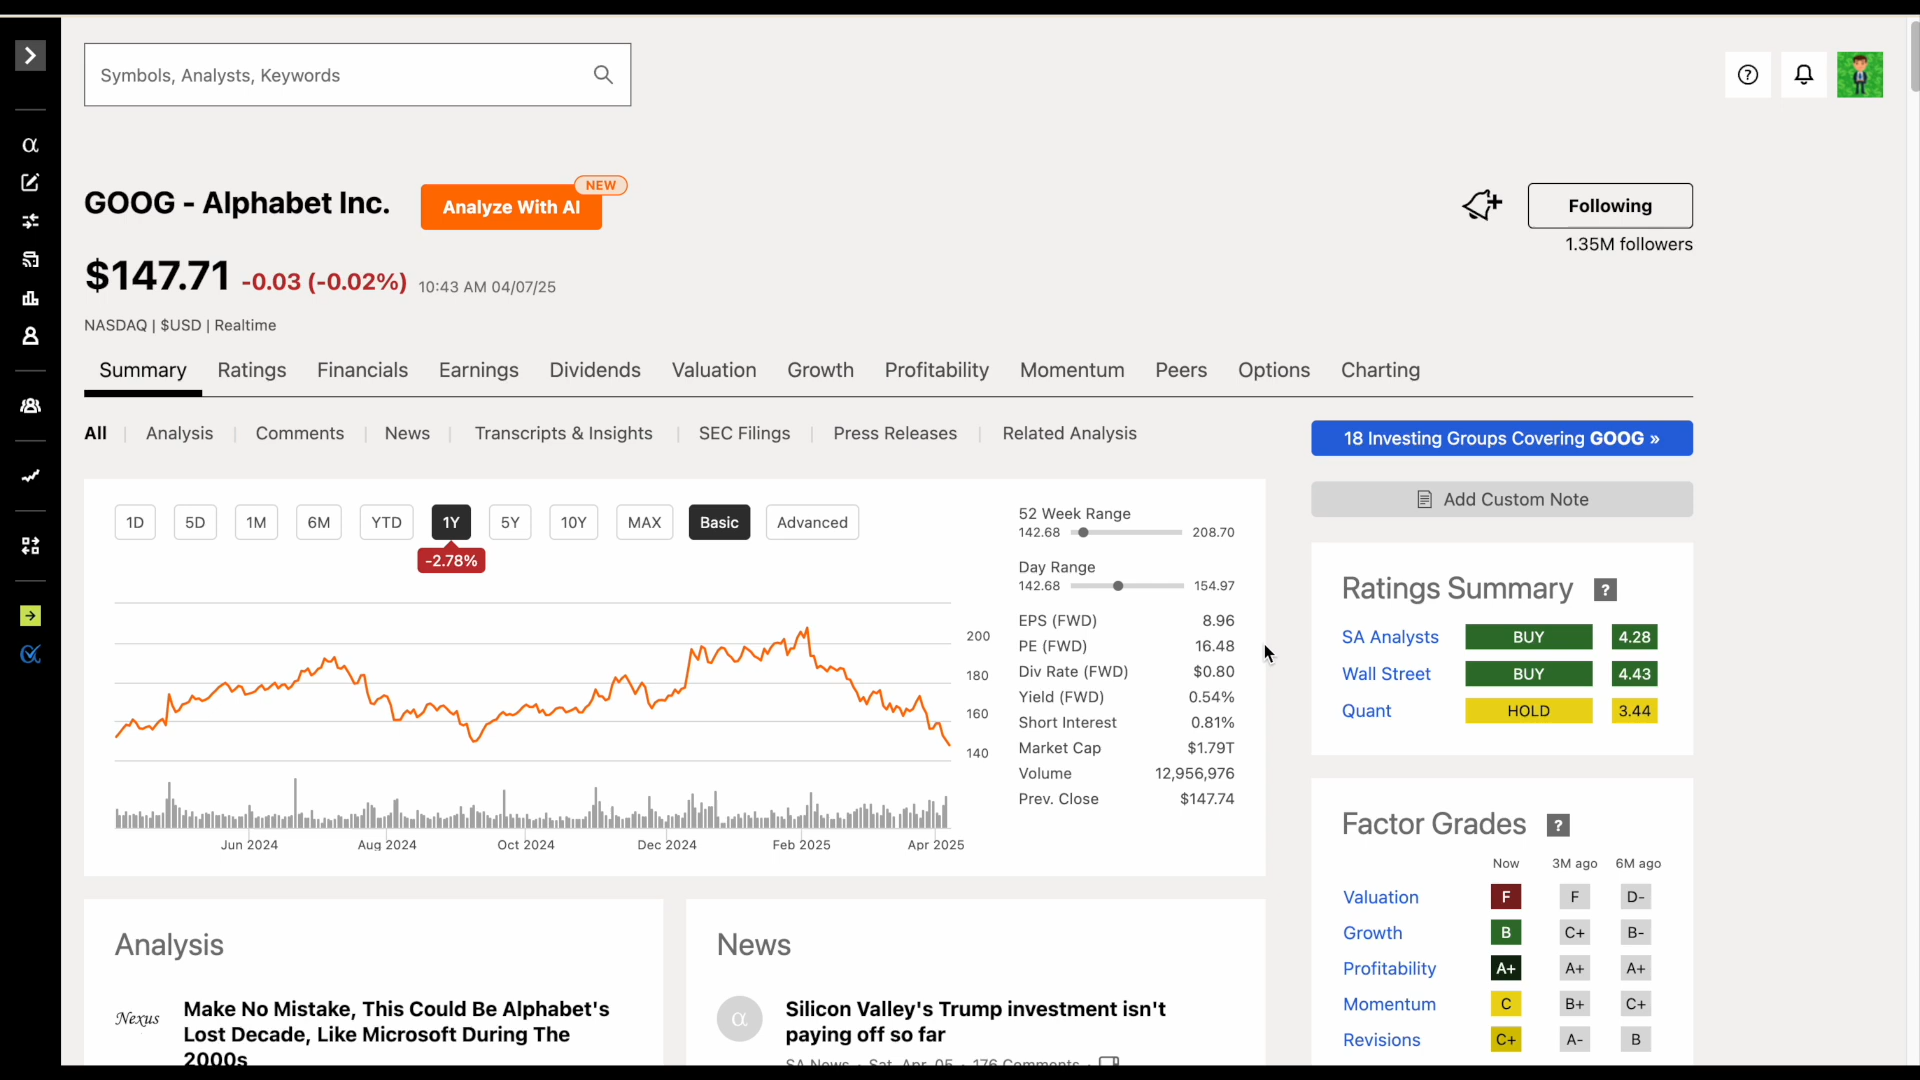 Symbols, Analysts, Keywords
GOOG - Alphabet Inc.
Analyze With AI
NEW
Following
1.35M followers
$147.71 -0.03 (-0.02%) 10:43 AM 04/07/25
NASDAQ | $USD | Realtime
Summary Ratings Financials Earnings Dividends Valuation Growth Profitability Momentum Peers Options Charting
All Analysis Comments News Transcripts & Insights SEC Filings Press Releases Related Analysis
18 Investing Groups Covering GOOG »
Add Custom Note
1D 5D 1M 6M YTD 1Y 5Y 10Y MAX Basic Advanced
-2.78%
200
180
160
140
Jun 2024 Aug 2024 Oct 2024 Dec 2024 Feb 2025 Apr 2025
52 Week Range
142.68 208.70
Day Range
142.68 154.97
EPS (FWD) 8.96
PE (FWD) 16.48
Div Rate (FWD) $0.80
Yield (FWD) 0.54%
Short Interest 0.81%
Market Cap $1.79T
Volume 12,956,976
Prev. Close $147.74
Ratings Summary ?
SA Analysts BUY 4.28
Wall Street BUY 4.43
Quant HOLD 3.44
Factor Grades ?
Now 3M ago 6M ago
Valuation F F D-
Growth B C+ B-
Profitability A+ A+ A+
Momentum C B+ C+
Revisions C+ A- B
Analysis
Nexus
Make No Mistake, This Could Be Alphabet's
Lost Decade, Like Microsoft During The
2000s
News
α
Silicon Valley's Trump investment isn't
paying off so far
SA News · Sat, Apr. 05 · 176 Comments